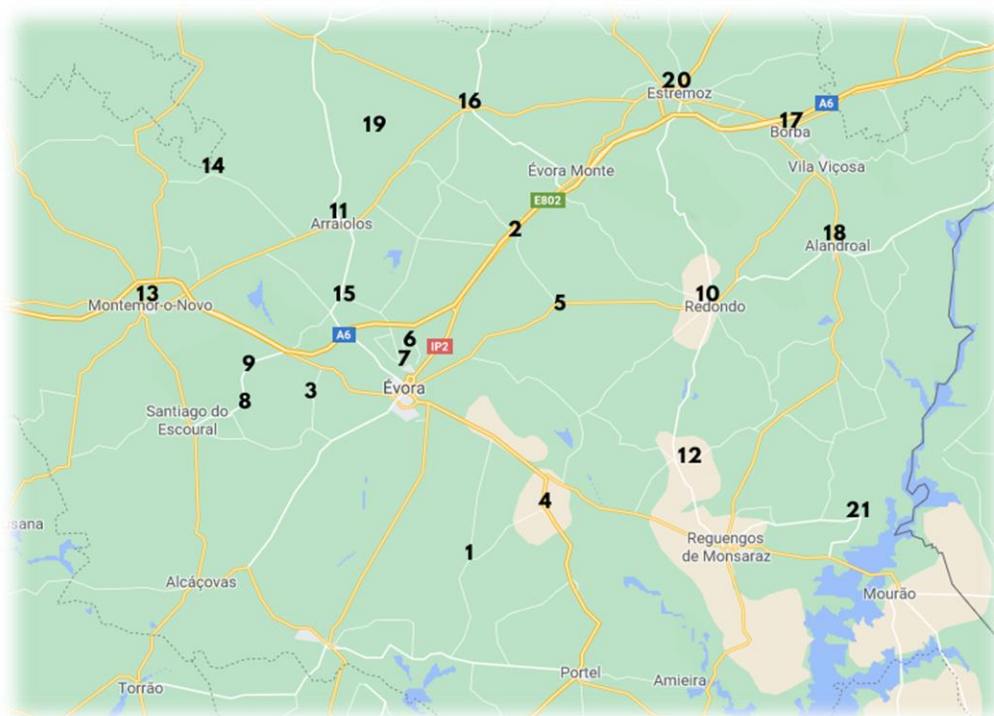 20
Estremoz
16
A6
17
Borba
19
14
Évora Monte
Vila Viçosa
E802
11
Arraiolos
2
18
Alandroal
13
Montemor-o-Novo
15
5
10
Redondo
A6
6
IP2
7
9
3
Évora
8
Santiago do
Escoural
12
4
21
usana
Reguengos
de Monsaraz
1
Alcáçovas
Mourão
Portel
Amieira
Torrão